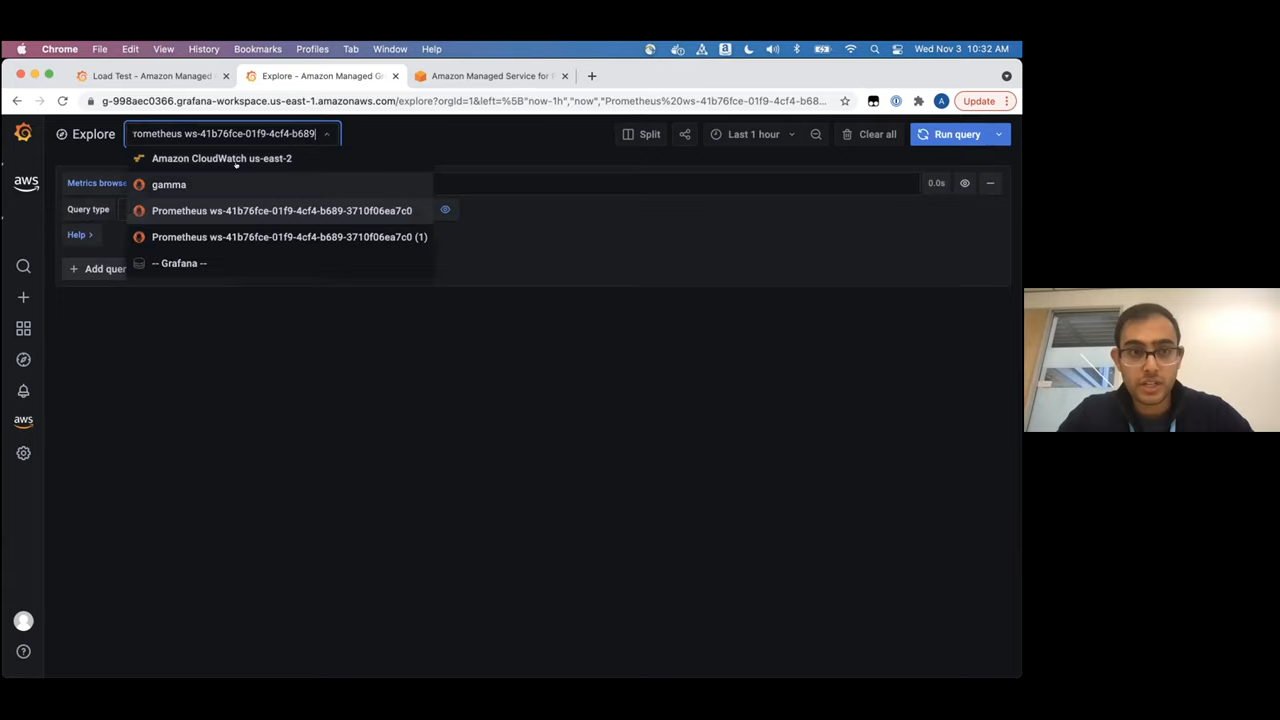 Chrome File Edit View History Bookmarks Profiles Tab Window Help Wed Nov 3 10:32 AM
Load Test - Amazon Managed Explore - Amazon Managed Gr Amazon Managed Service for P
g-998aec0366.grafana-workspace.us-east-1.amazonaws.com/explore?orgId=1&left=%5B"now-1h","now","Prometheus%20ws-41b76fce-01f9-4cf4-b68... A Update
Explore rometheus ws-41b76fce-01f9-4cf4-b689 Split Last 1 hour Clear all Run query
Amazon CloudWatch us-east-2
aws
Metrics browse gamma 0.0s
Query type Prometheus ws-41b76fce-01f9-4cf4-b689-3710f06ea7c0
Help > Prometheus ws-41b76fce-01f9-4cf4-b689-3710f06ea7c0 (1)
+ Add quer -- Grafana --
aws